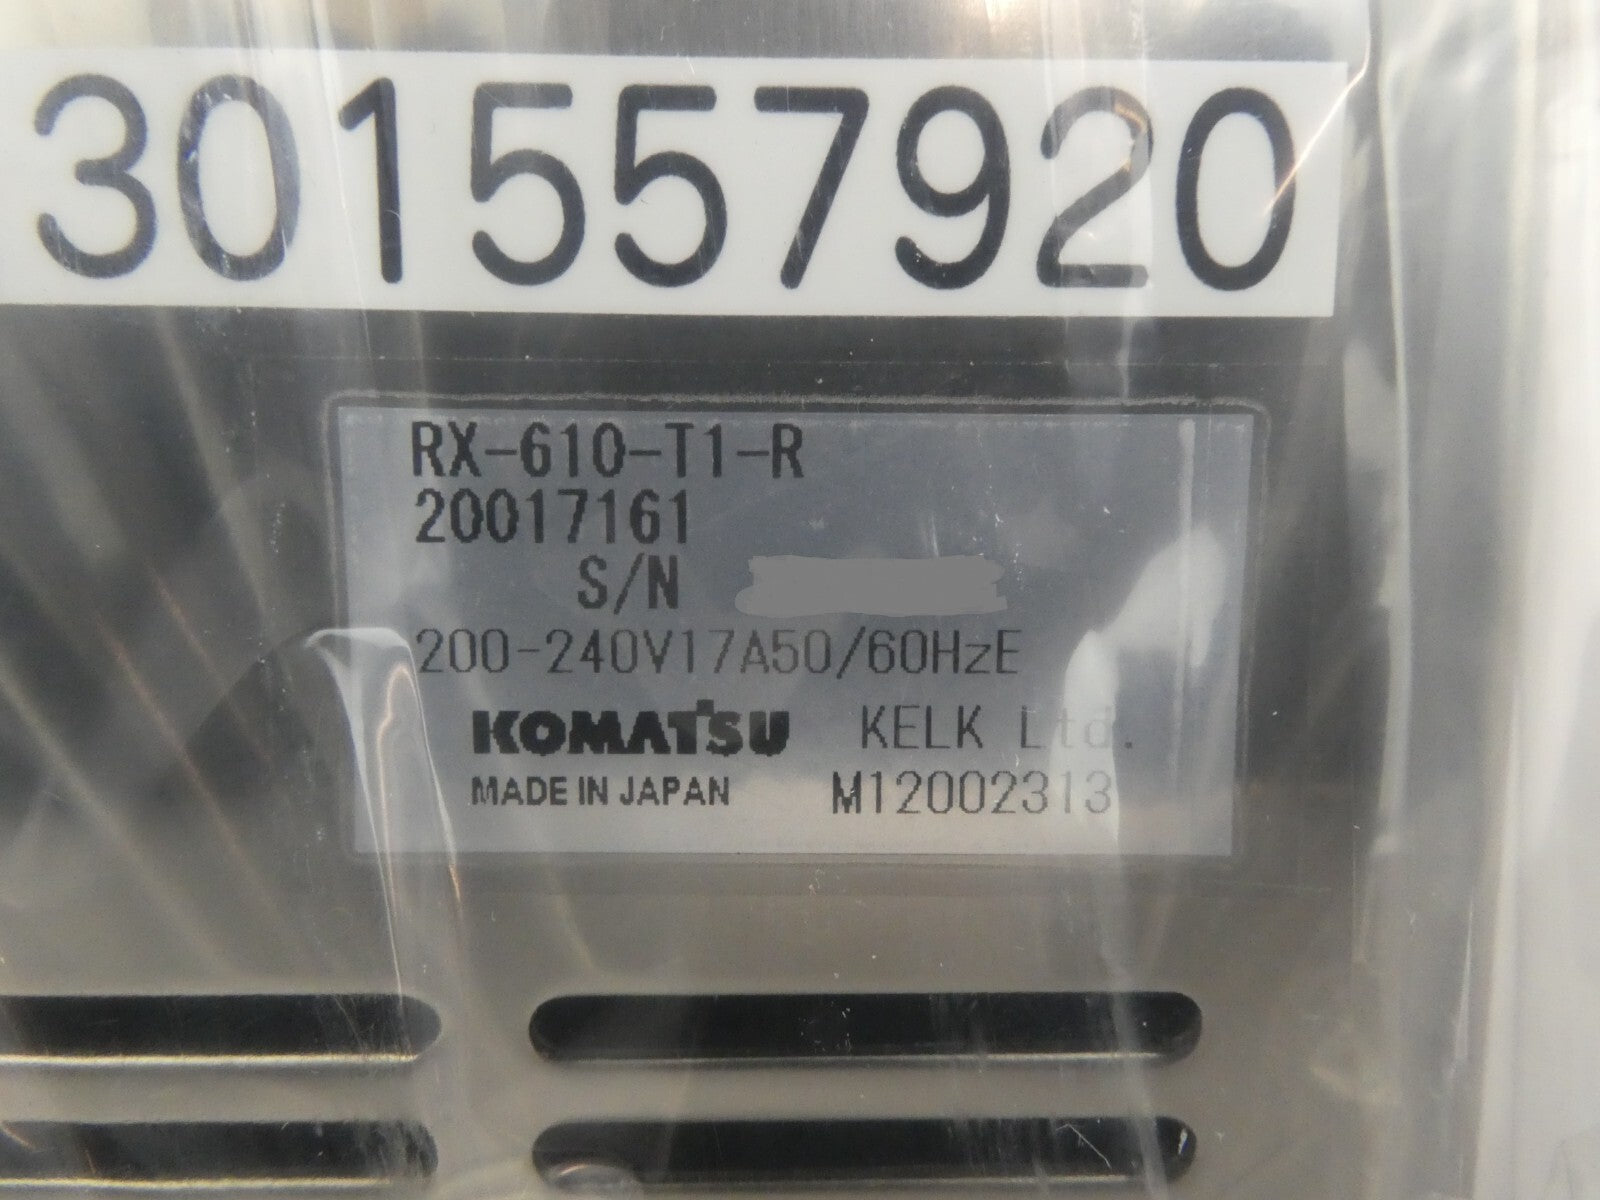 301557920
RX-610-T1-R
20017161
S/N
200-240V17A50/60HzE
KOMATSU KELK Ltd.
MADE IN JAPAN M12002313